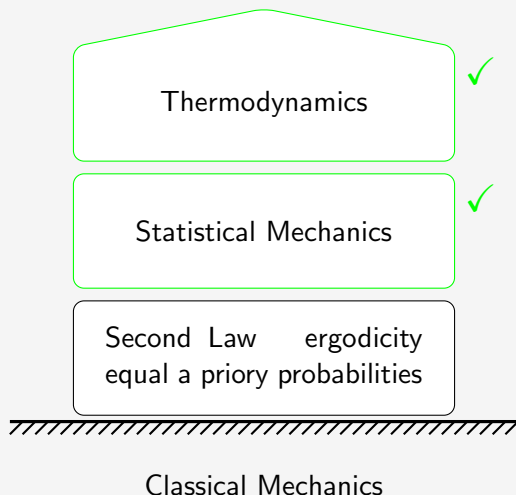 Thermodynamics
Statistical Mechanics
Second Law ergodicity
equal a priory probabilities
Classical Mechanics